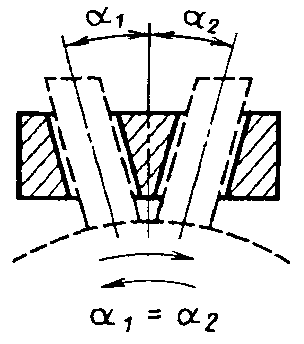 α₁ α₂
α₁ = α₂